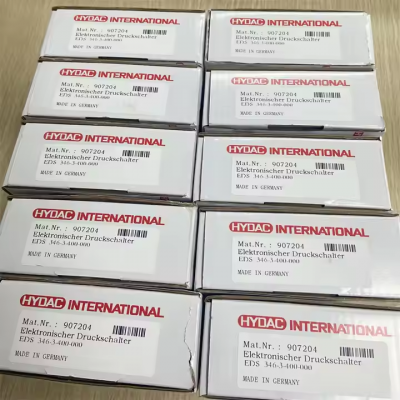 HYDAC INTERNATIONAL
Mat.Nr.: 907204
Elektronischer Druckschalter
EDS 346-3-400-000
MADE IN GERMANY
HYDAC INTERNATIONAL
Mat.Nr.: 907204
Elektronischer Druckschalter
EDS 346-3-400-000
MADE IN GERMANY
HYDAC INTERNATIONAL
Mat.Nr.: 907204
Elektronischer Druckschalter
EDS 346-3-400-000
MADE IN GERMANY
HYDAC INTERNATIONAL
Mat.Nr.: 907204
Elektronischer Druckschalter
EDS 346-3-400-000
MADE IN GERMANY
HYDAC INTERNATIONAL
Mat.Nr.: 907204
Elektronischer Druckschalter
EDS 346-3-400-000
MADE IN GERMANY
HYDAC INTERNATIONAL
Mat.Nr.: 907204
Elektronischer Druckschalter
EDS 346-3-400-000
MADE IN GERMANY
HYDAC INTERNATIONAL
Mat.Nr.: 907204
Elektronischer Druckschalter
EDS 346-3-400-000
MADE IN GERMANY
HYDAC INTERNATIONAL
Mat.Nr.: 907204
Elektronischer Druckschalter
EDS 346-3-400-000
MADE IN GERMANY
HYDAC INTERNATIONAL
Mat.Nr.: 907204
Elektronischer Druckschalter
EDS 346-3-400-000
MADE IN GERMANY
HYDAC INTERNATIONAL
Mat.Nr.: 907204
Elektronischer Druckschalter
EDS 346-3-400-000
MADE IN GERMANY